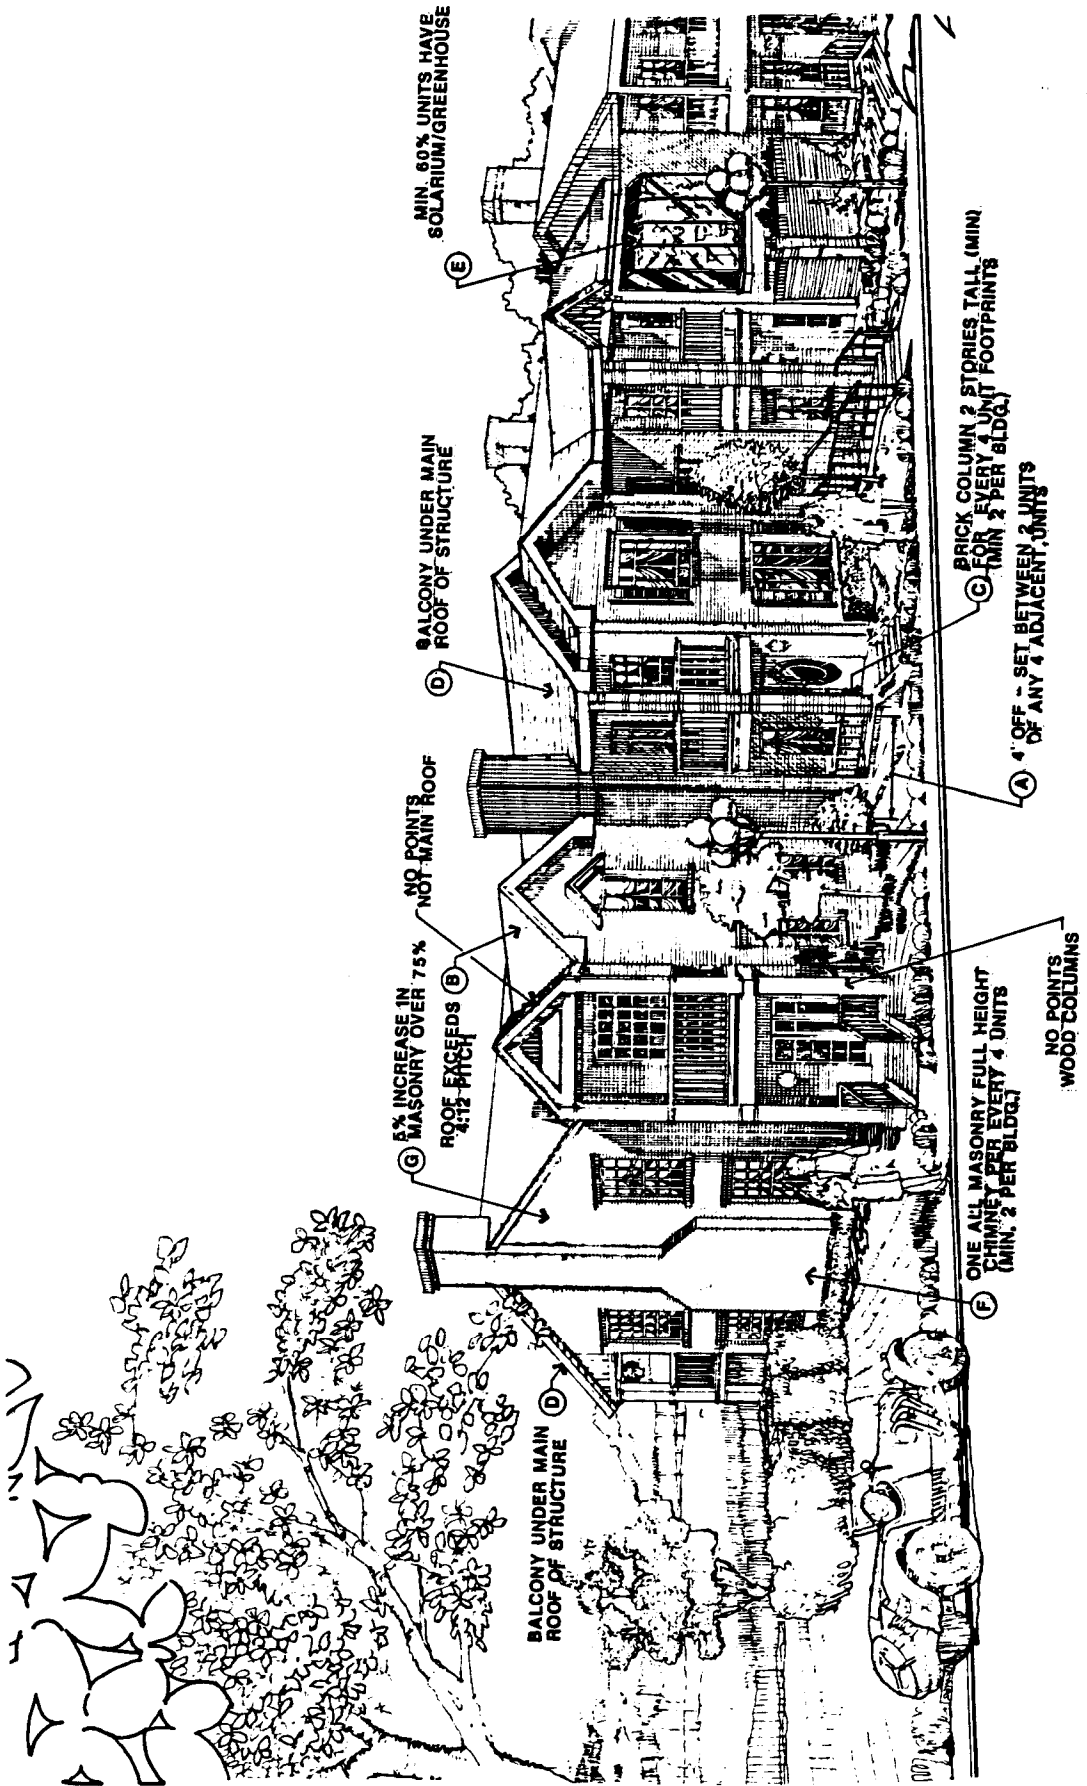 BALCONY UNDER MAIN
ROOF OF STRUCTURE
D
G
5% INCREASE IN
MASONRY OVER 75%
ROOF EXCEEDS
4:12 PITCH
B
NO POINTS
NOT MAIN ROOF
D
BALCONY UNDER MAIN
ROOF OF STRUCTURE
E
MIN. 60% UNITS HAVE
SOLARIUM/GREENHOUSE
F
ONE ALL MASONRY FULL HEIGHT
CHIMNEY PER EVERY 4 UNITS
(MIN. 2 PER BLDG.)
NO POINTS
WOOD COLUMNS
A
4' OFF - SET BETWEEN 2 UNITS
OF ANY 4 ADJACENT UNITS
C
BRICK COLUMN 2 STORIES TALL (MIN)
FOR EVERY 4 UNIT FOOTPRINTS
(MIN 2 PER BLDG.)